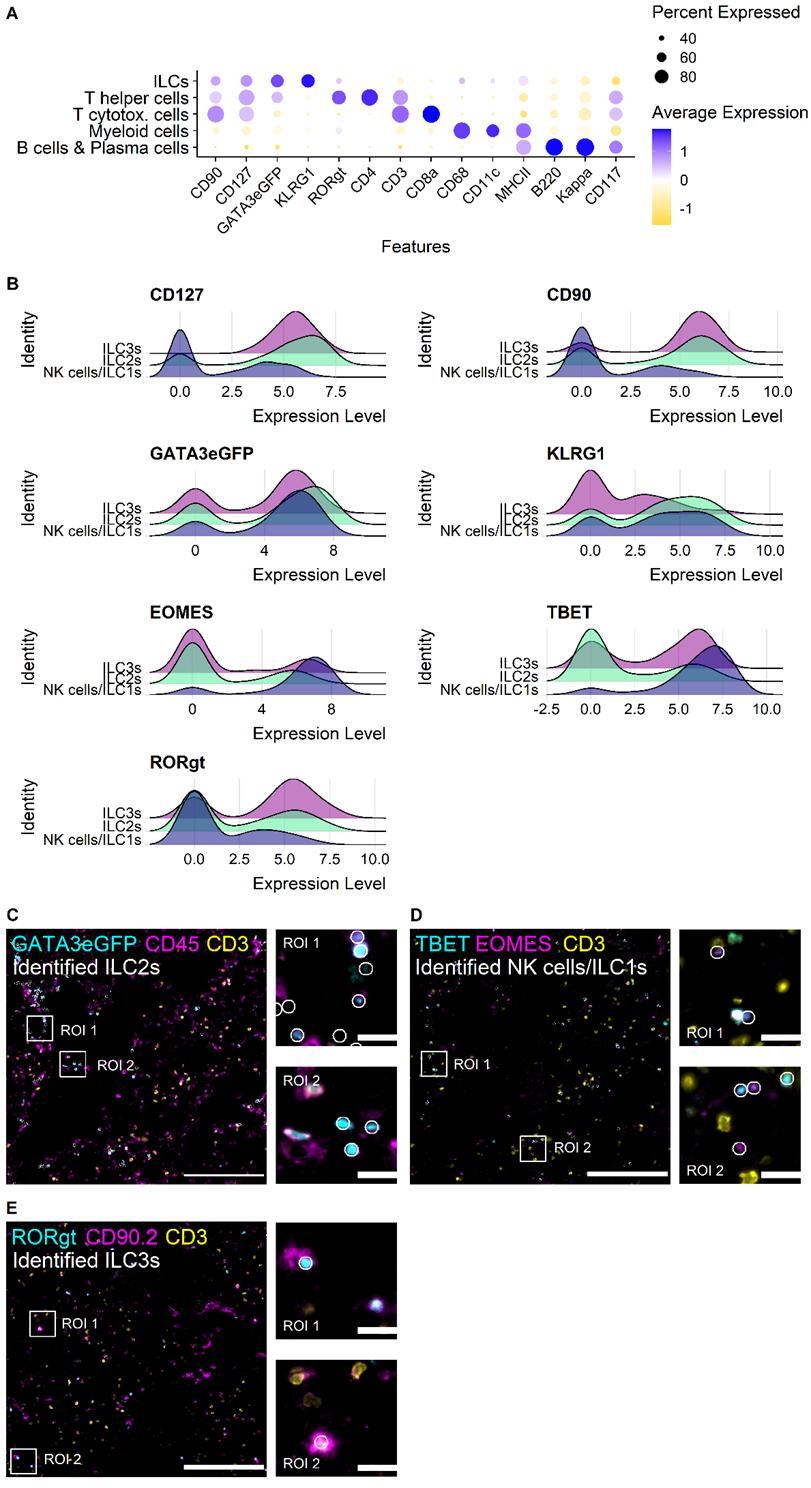 A
Percent Expressed
40
60
80
Average Expression
1
0
-1
ILCs
T helper cells
T cytotox. cells
Myeloid cells
B cells & Plasma cells
CD90
CD127
GATA3eGFP
KLRG1
RORgt
CD4
CD3
CD8a
CD68
CD11c
MHCII
B220
Kappa
CD117
Features
B
CD127
Identity
ILC3s
ILC2s
NK cells/ILC1s
0.0 2.5 5.0 7.5
Expression Level
CD90
Identity
ILC3s
ILC2s
NK cells/ILC1s
0.0 2.5 5.0 7.5 10.0
Expression Level
GATA3eGFP
Identity
ILC3s
ILC2s
NK cells/ILC1s
0 4 8
Expression Level
KLRG1
Identity
ILC3s
ILC2s
NK cells/ILC1s
0.0 2.5 5.0 7.5 10.0
Expression Level
EOMES
Identity
ILC3s
ILC2s
NK cells/ILC1s
0 4 8
Expression Level
TBET
Identity
ILC3s
ILC2s
NK cells/ILC1s
-2.5 0.0 2.5 5.0 7.5 10.0
Expression Level
RORgt
Identity
ILC3s
ILC2s
NK cells/ILC1s
0.0 2.5 5.0 7.5 10.0
Expression Level
C
GATA3eGFP CD45 CD3
Identified ILC2s
ROI 1
ROI 2
ROI 1
ROI 2
D
TBET EOMES CD3
Identified NK cells/ILC1s
ROI 1
ROI 2
ROI 1
ROI 2
E
RORgt CD90.2 CD3
Identified ILC3s
ROI 1
ROI 2
ROI 1
ROI 2